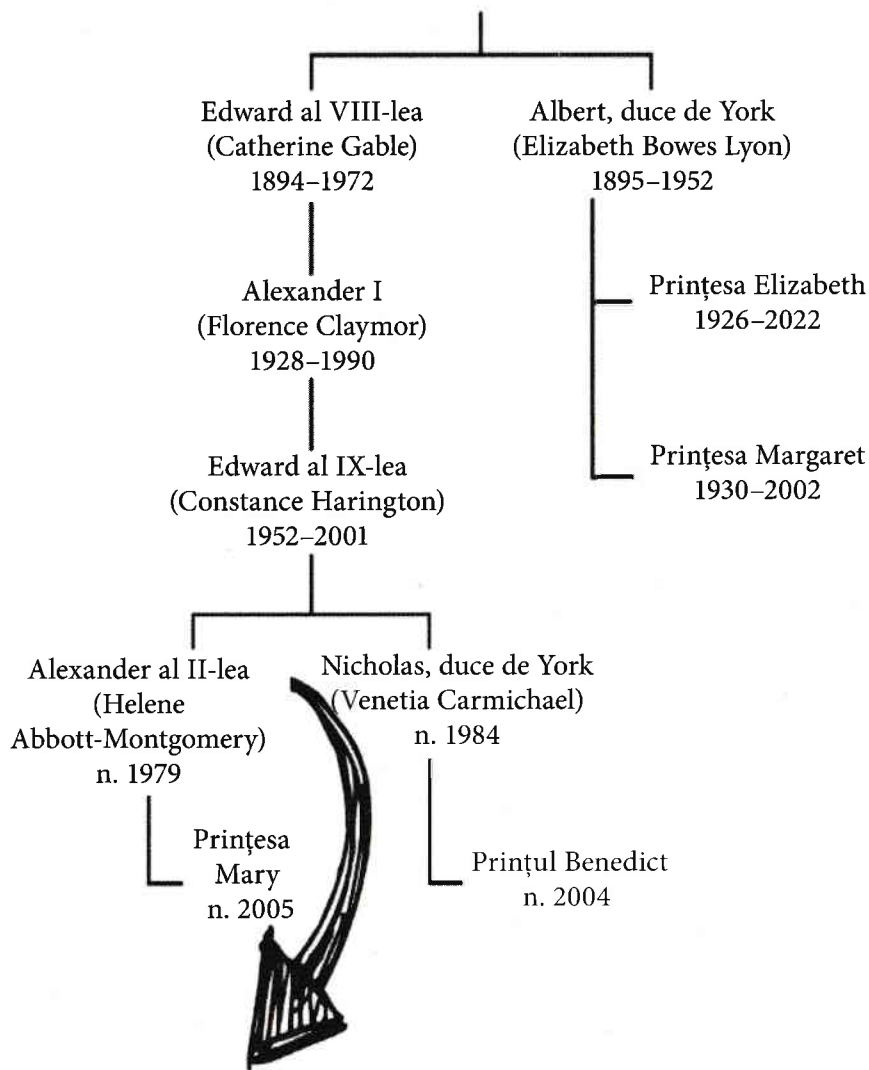 Edward al VIII-lea
(Catherine Gable)
1894–1972
Albert, duce de York
(Elizabeth Bowes Lyon)
1895–1952
Alexander I
(Florence Claymor)
1928–1990
Prințesa Elizabeth
1926–2022
Edward al IX-lea
(Constance Harington)
1952–2001
Prințesa Margaret
1930–2002
Alexander al II-lea
(Helene
Abbott-Montgomery)
n. 1979
Nicholas, duce de York
(Venetia Carmichael)
n. 1984
Prințesa
Mary
n. 2005
Prințul Benedict
n. 2004